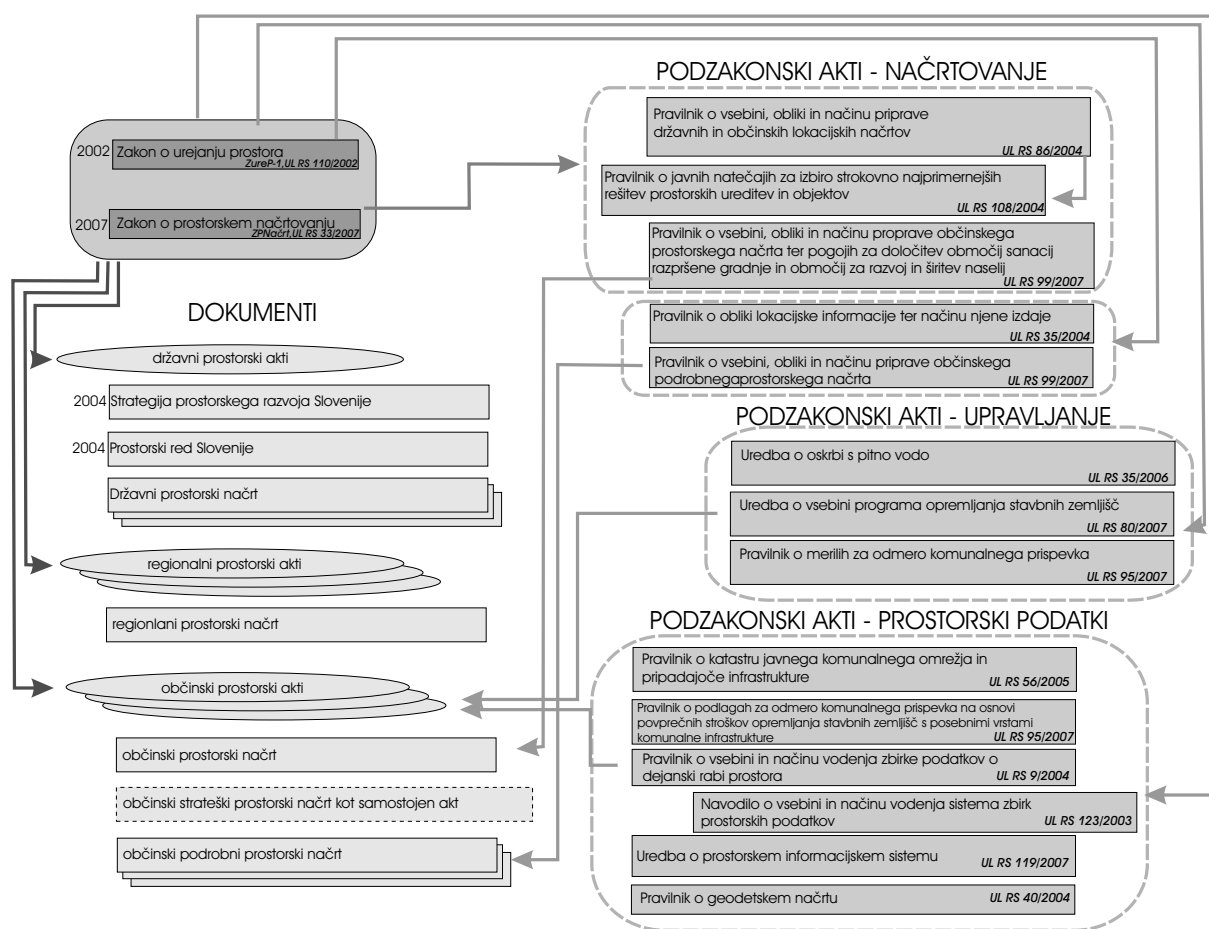 PODZAKONSKI AKTI - NAČRTOVANJE
Pravilnik o vsebini, obliki in načinu priprave
državnih in občinskih lokacijskih načrtov
UL RS 86/2004
Pravilnik o javnih natečajih za izbiro strokovno najprimernejših
rešitev prostorskih ureditev in objektov
UL RS 108/2004
Pravilnik o vsebini, obliki in načinu proprave občinskega
prostorskega načrta ter pogojih za določitev območij sanacij
razpršene gradnje in območij za razvoj in širitev naselij
UL RS 99/2007
Pravilnik o obliki lokacijske informacije ter načinu njene izdaje
UL RS 35/2004
Pravilnik o vsebini, obliki in načinu priprave občinskega
podrobnegaprostorskega načrta
UL RS 99/2007
2002 Zakon o urejanju prostora
ZureP-1,UL RS 110/2002
2007 Zakon o prostorskem načrtovanju
ZPNačrt,UL RS 33/2007
DOKUMENTI
državni prostorski akti
2004 Strategija prostorskega razvoja Slovenije
2004 Prostorski red Slovenije
Državni prostorski načrt
regionalni prostorski akti
regionlani prostorski načrt
občinski prostorski akti
občinski prostorski načrt
občinski strateški prostorski načrt kot samostojen akt
občinski podrobni prostorski načrt
PODZAKONSKI AKTI - UPRAVLJANJE
Uredba o oskrbi s pitno vodo
UL RS 35/2006
Uredba o vsebini programa opremljanja stavbnih zemljišč
UL RS 80/2007
Pravilnik o merilih za odmero komunalnega prispevka
UL RS 95/2007
PODZAKONSKI AKTI - PROSTORSKI PODATKI
Pravilnik o katastru javnega komunalnega omrežja in
pripadajoče infrastrukture
UL RS 56/2005
Pravilnik o podlagah za odmero komunalnega prispevka na osnovi
povprečnih stroškov opremljanja stavbnih zemljišč s posebnimi vrstami
komunalne infrastrukture
UL RS 95/2007
Pravilnik o vsebini in načinu vodenja zbirke podatkov o
dejanski rabi prostora
UL RS 9/2004
Navodilo o vsebini in načinu vodenja sistema zbirk
prostorskih podatkov
UL RS 123/2003
Uredba o prostorskem informacijskem sistemu
UL RS 119/2007
Pravilnik o geodetskem načrtu
UL RS 40/2004